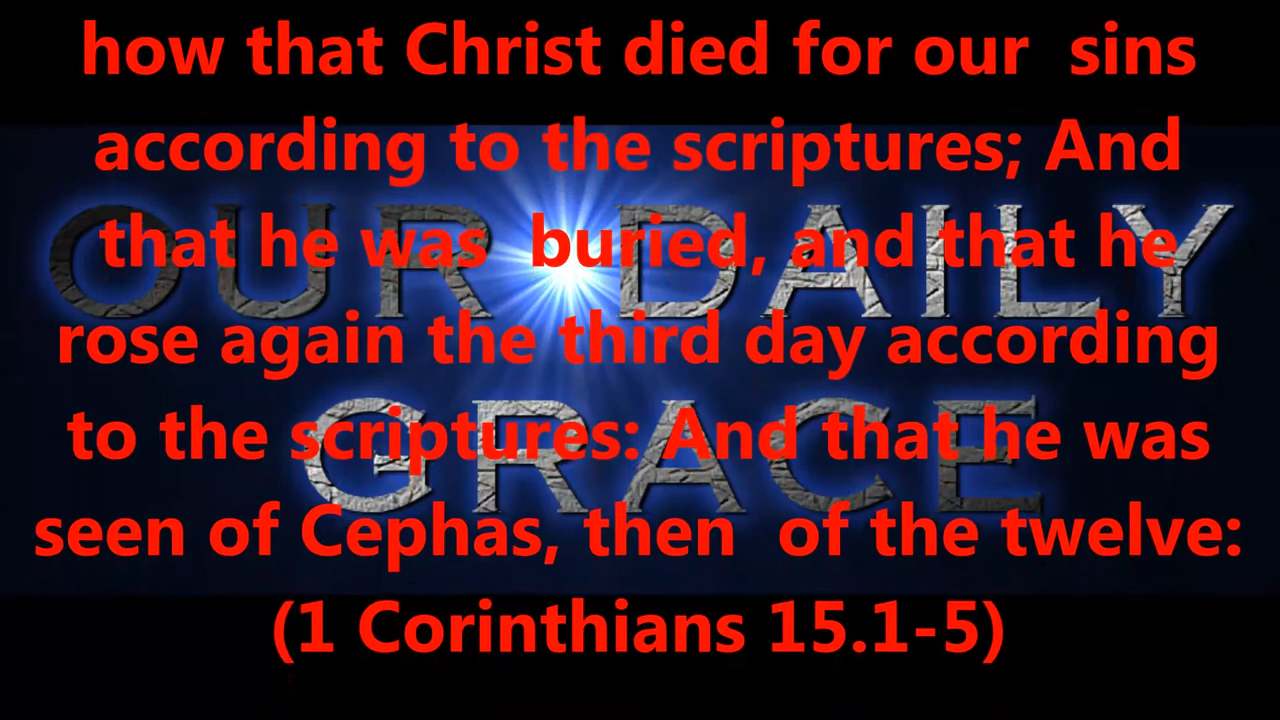 how that Christ died for our  sins
according to the scriptures; And
that he was  buried, and that he
OUR DAILY
rose again the third day according
to the scriptures: And that he was
GRACE
seen of Cephas, then  of the twelve:
(1 Corinthians 15.1-5)